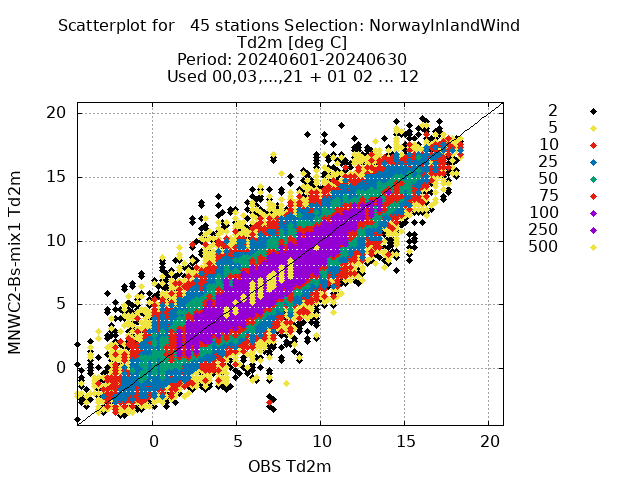 Scatterplot for   45 stations Selection: NorwayInlandWind
Td2m [deg C]
Period: 20240601-20240630
Used 00,03,...,21 + 01 02 ... 12
MNWC2-Bs-mix1 Td2m
20
15
10
5
0
0 5 10 15 20
OBS Td2m
2
5
10
25
50
75
100
250
500